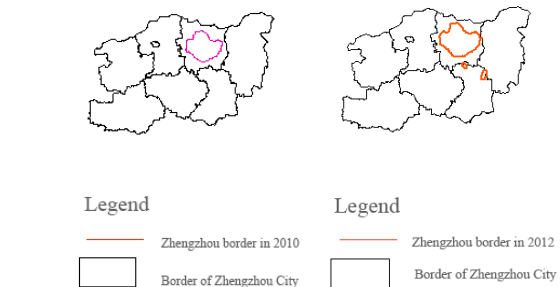 Legend
Zhengzhou border in 2010
Border of Zhengzhou City
Legend
Zhengzhou border in 2012
Border of Zhengzhou City